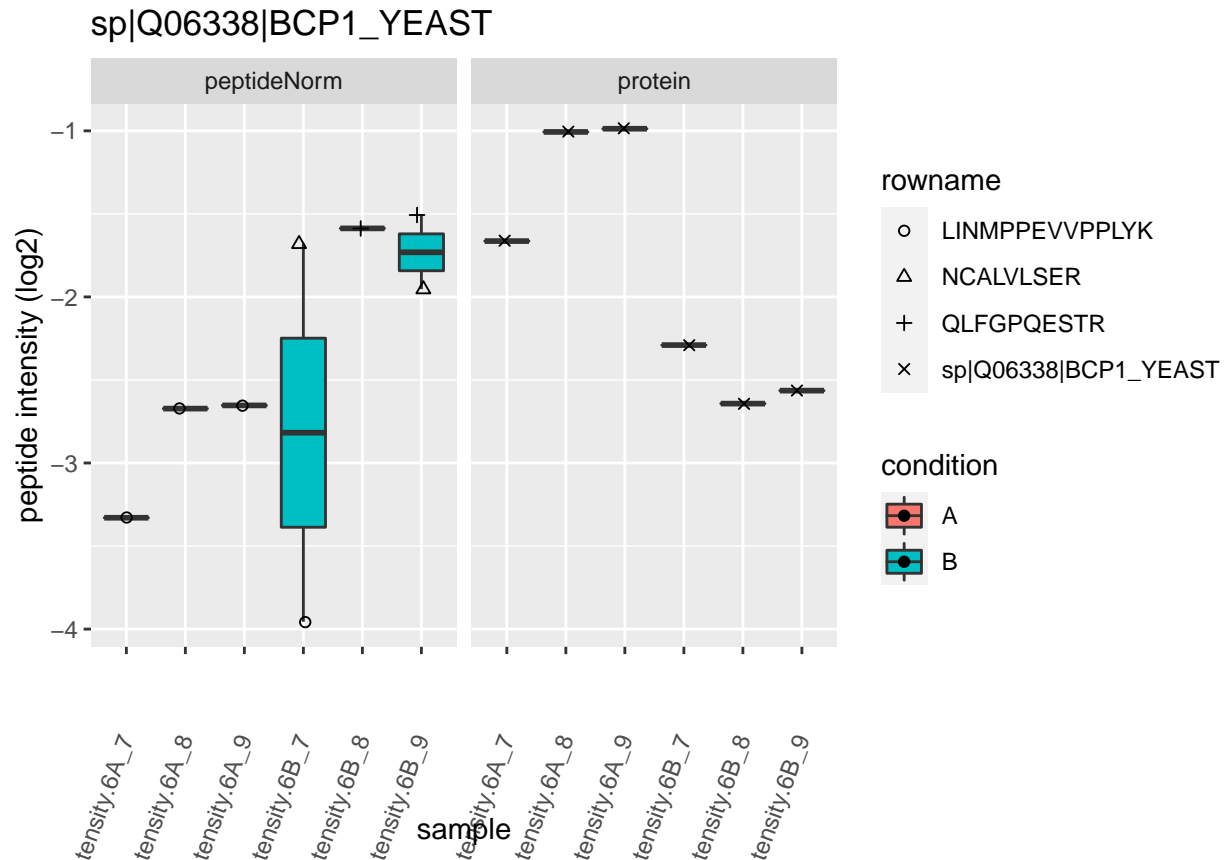 sp|Q06338|BCP1_YEAST
peptideNorm
protein
peptide intensity (log2)
−1
−2
−3
−4
tensity.6A_7
tensity.6A_8
tensity.6A_9
tensity.6B_7
tensity.6B_8
tensity.6B_9
tensity.6A_7
tensity.6A_8
tensity.6A_9
tensity.6B_7
tensity.6B_8
tensity.6B_9
sample
rowname
LINMPPEVVPPLYK
NCALVLSER
QLFGPQESTR
sp|Q06338|BCP1_YEAST
condition
A
B